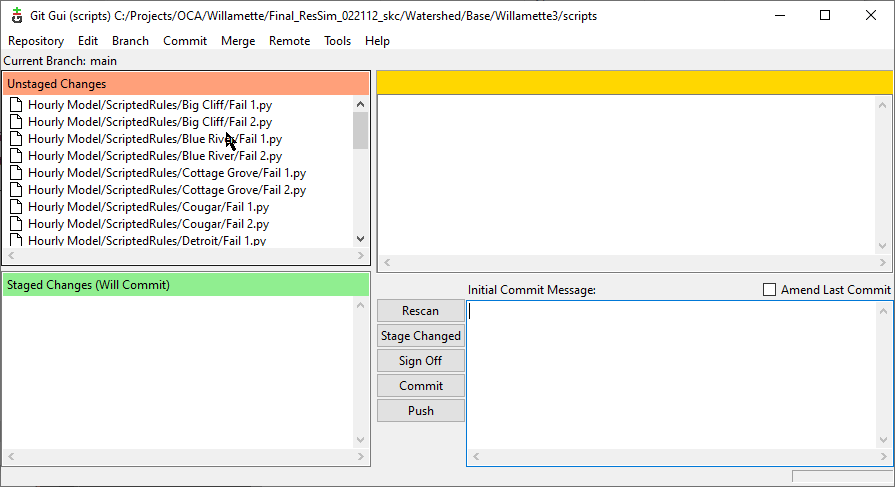 Git Gui (scripts) C:/Projects/OCA/Willamette/Final_ResSim_022112_skc/Watershed/Base/Willamette3/scripts
Repository Edit Branch Commit Merge Remote Tools Help
Current Branch: main
Unstaged Changes
Hourly Model/ScriptedRules/Big Cliff/Fail 1.py
Hourly Model/ScriptedRules/Big Cliff/Fail 2.py
Hourly Model/ScriptedRules/Blue River/Fail 1.py
Hourly Model/ScriptedRules/Blue River/Fail 2.py
Hourly Model/ScriptedRules/Cottage Grove/Fail 1.py
Hourly Model/ScriptedRules/Cottage Grove/Fail 2.py
Hourly Model/ScriptedRules/Cougar/Fail 1.py
Hourly Model/ScriptedRules/Cougar/Fail 2.py
Hourly Model/ScriptedRules/Detroit/Fail 1.py
Staged Changes (Will Commit)
Initial Commit Message:
Amend Last Commit
Rescan
Stage Changed
Sign Off
Commit
Push